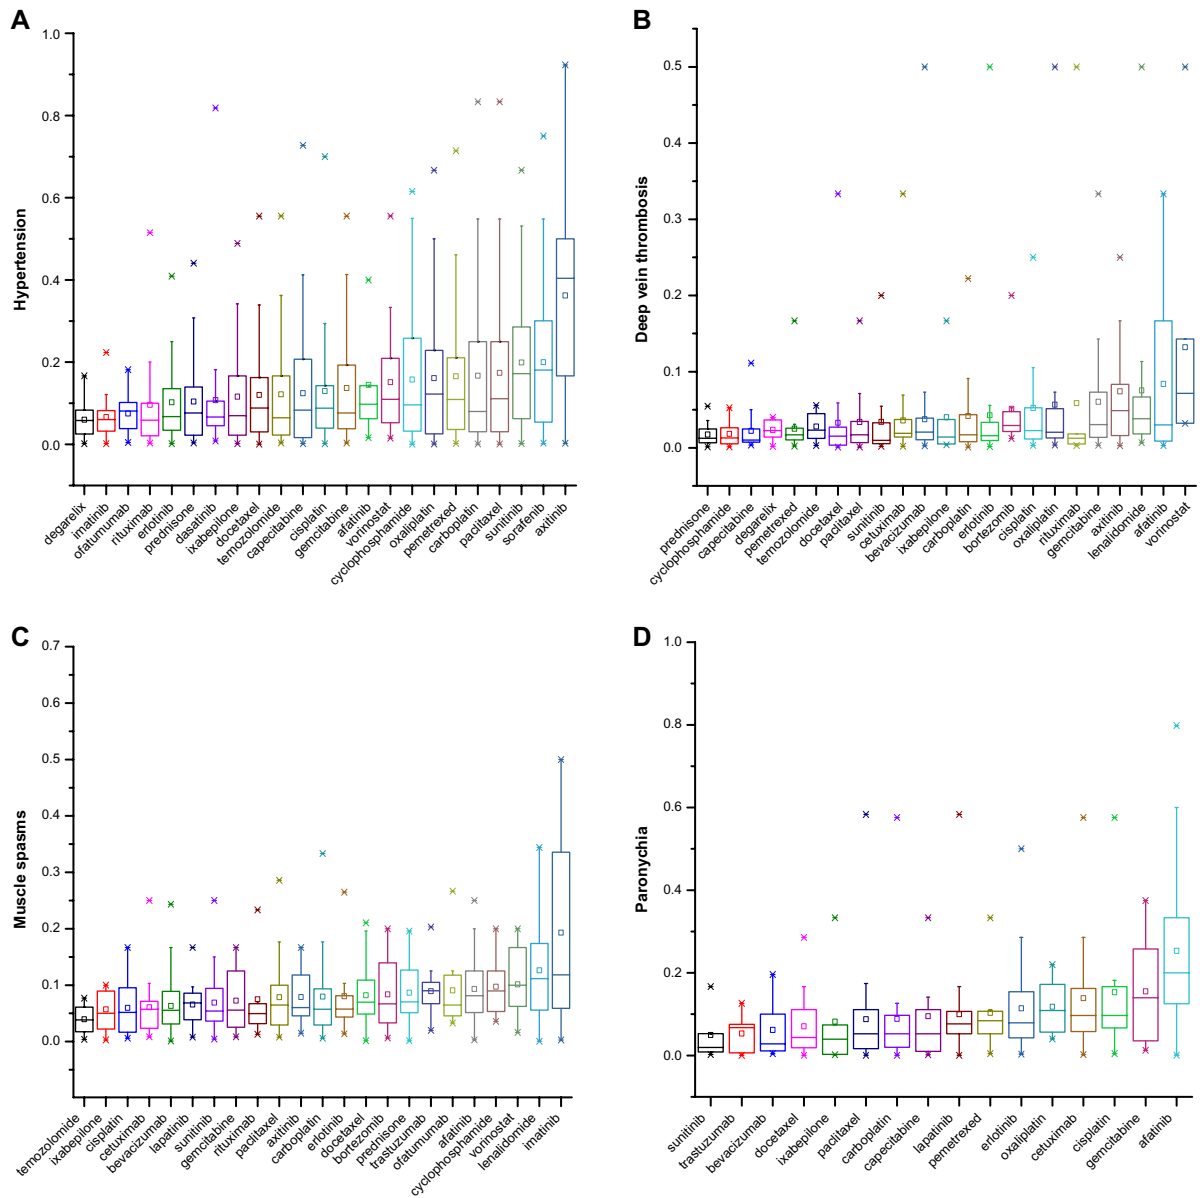 A
Hypertension
1.0
0.8
0.6
0.4
0.2
0.0
degarelix
imatinib
ofatumumab
rituximab
erlotinib
prednisone
dasatinib
ixabepilone
docetaxel
temozolomide
capecitabine
cisplatin
gemcitabine
afatinib
vorinostat
cyclophosphamide
oxaliplatin
pemetrexed
carboplatin
pacitaxel
sunitinib
sorafenib
axitinib
B
Deep vein thrombosis
0.5
0.4
0.3
0.2
0.1
0.0
prednisone
cyclophosphamide
capecitabine
degarelix
pemetrexed
temozolomide
docetaxel
pacitaxel
sunitinib
cetuximab
bevacizumab
ixabepilone
carboplatin
erlotinib
bortezomib
cisplatin
oxaliplatin
rituximab
gemcitabine
axitinib
lenalidomide
afatinib
vorinostat
C
Muscle spasms
0.7
0.6
0.5
0.4
0.3
0.2
0.1
0.0
temozolomide
ixabepilone
cisplatin
cetuximab
bevacizumab
lapatinib
sunitinib
gemcitabine
rituximab
pacitaxel
axitinib
carboplatin
erlotinib
docetaxel
bortezomib
prednisone
trastuzumab
ofatumumab
afatinib
cyclophosphamide
vorinostat
lenalidomide
imatinib
D
Paronychia
1.0
0.8
0.6
0.4
0.2
0.0
sunitinib
trastuzumab
bevacizumab
docetaxel
ixabepilone
pacitaxel
carboplatin
capecitabine
lapatinib
pemetrexed
erlotinib
oxaliplatin
cetuximab
cisplatin
gemcitabine
afatinib